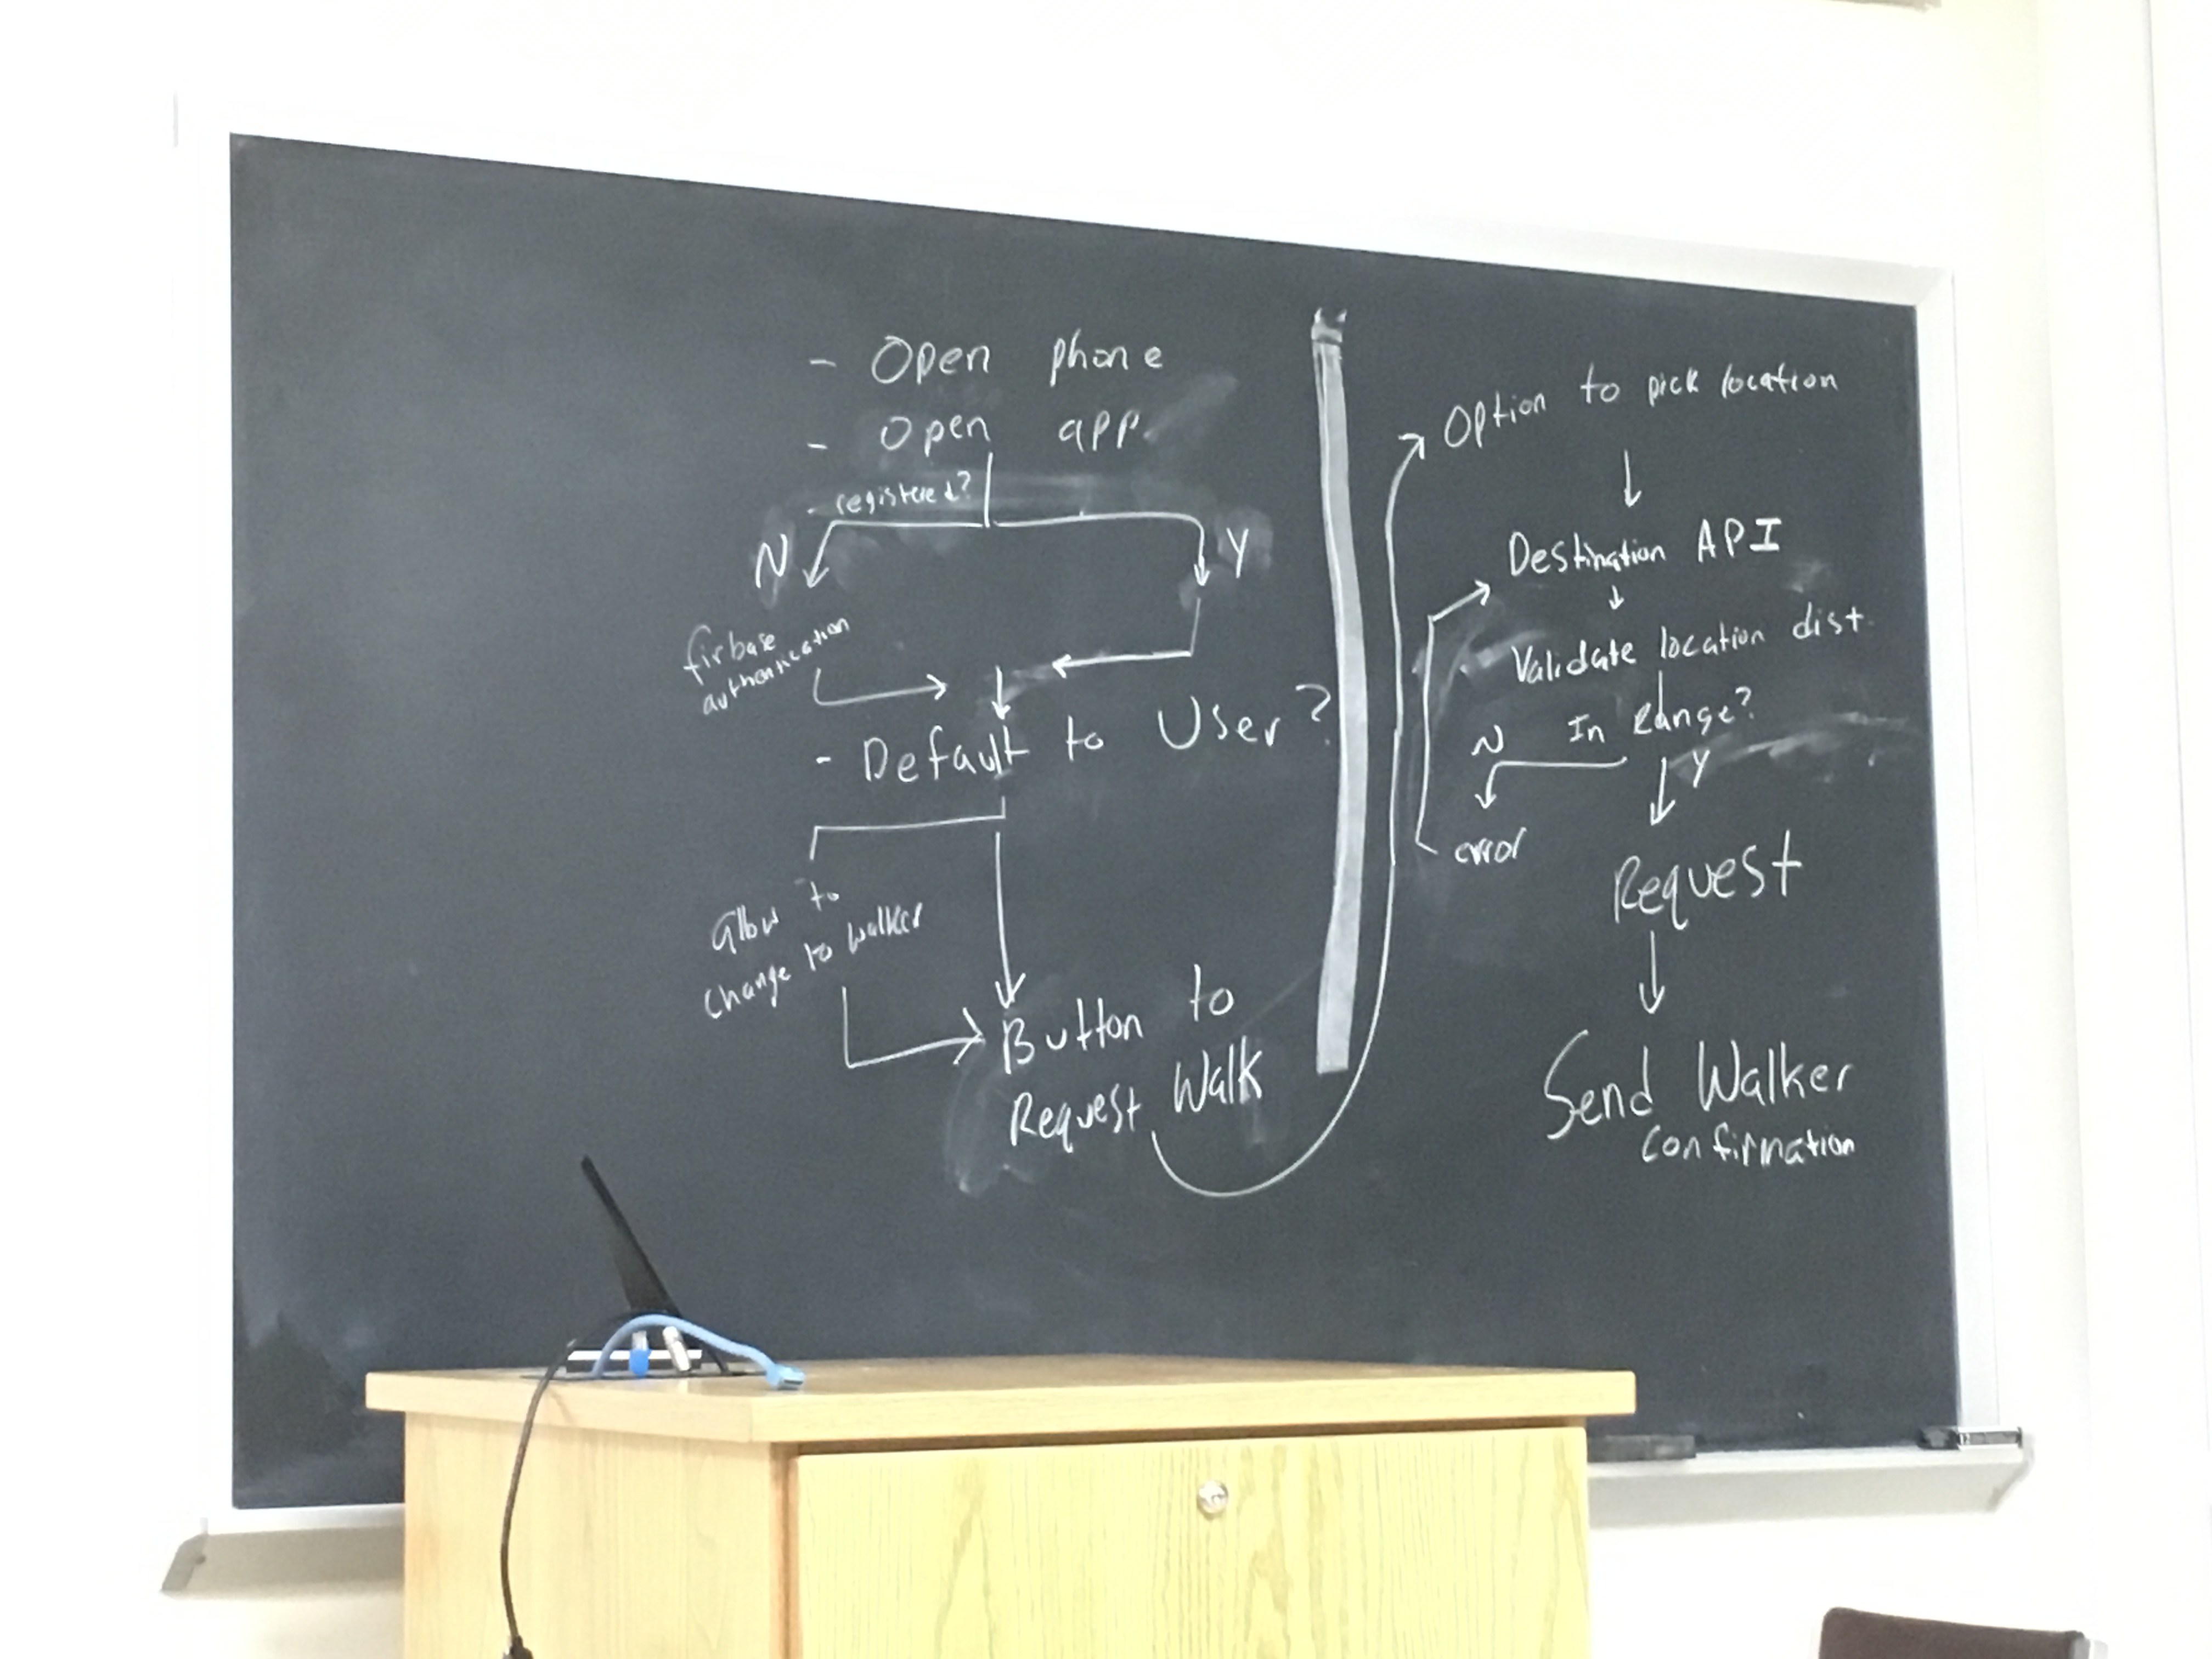 - Open phone
- Open app
- registered?
N
Y
firbase
authentication
- Default to User?
allow to
change to walker
Button to
Request Walk
Option to pick location
Destination API
Validate location dist.
In Range?
N
Y
error
Request
Send Walker
confirmation